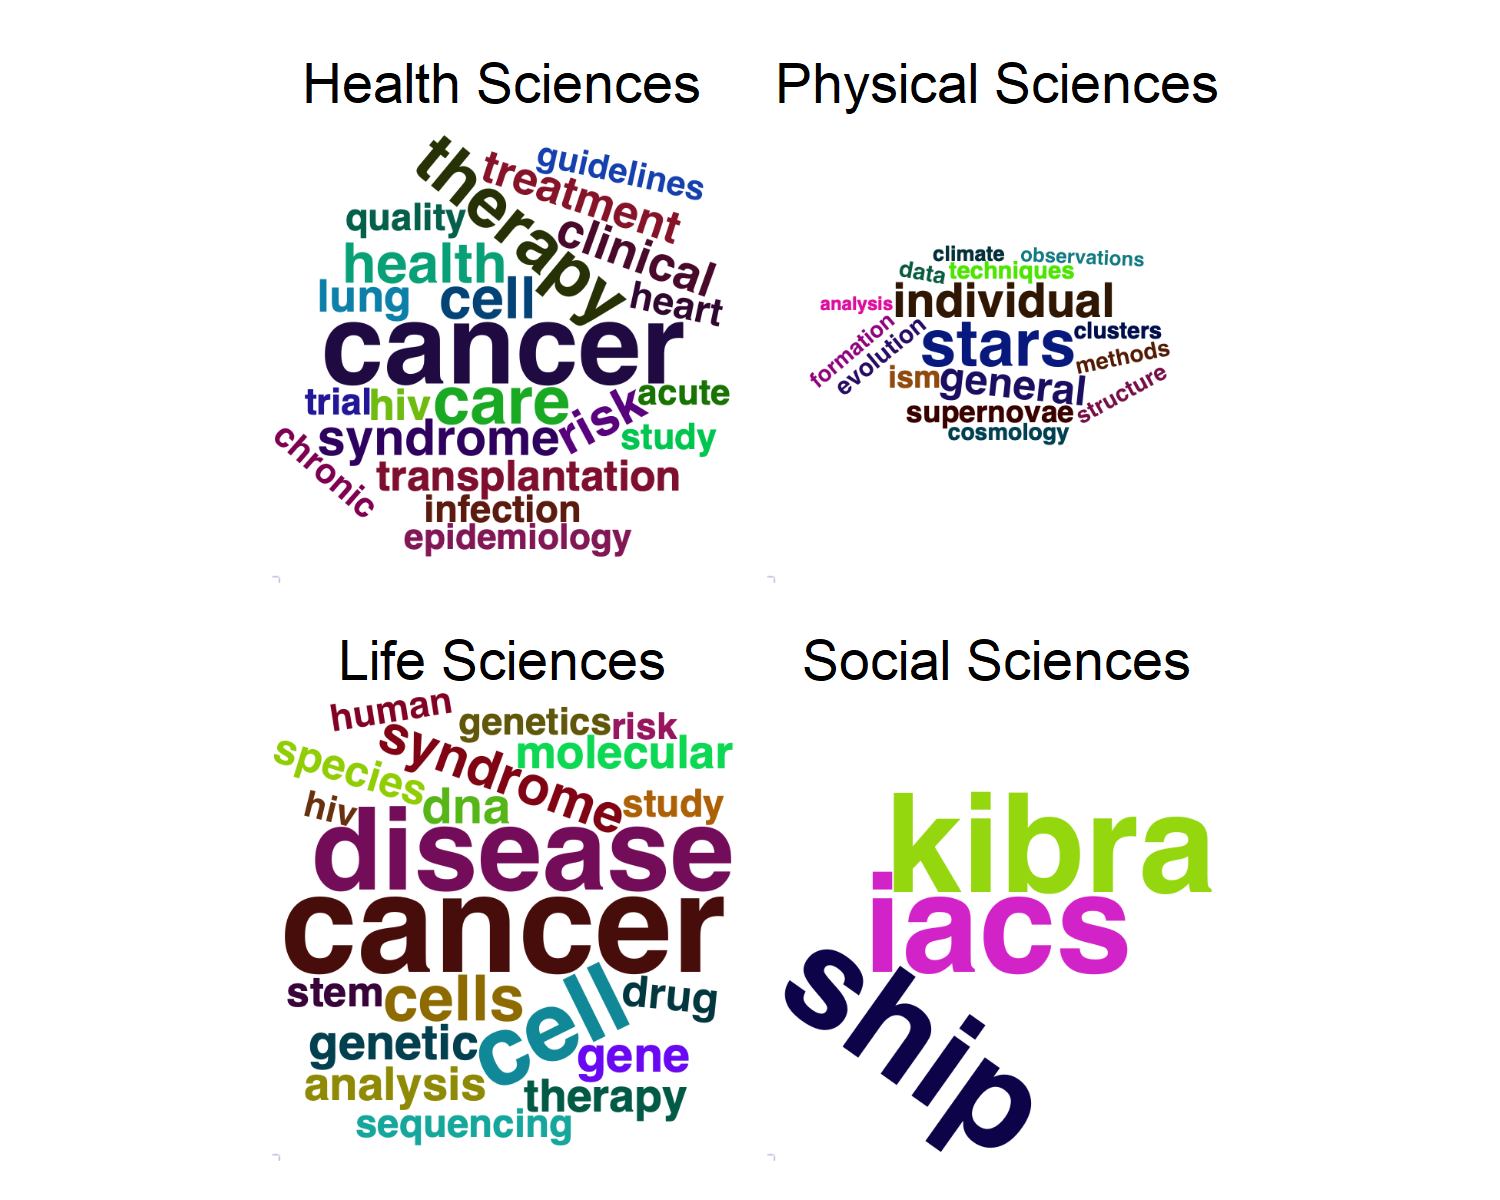 Health Sciences
therapy
treatment
guidelines
quality
clinical
health
lung
cell
heart
cancer
trial
hiv
care
risk
acute
syndrome
study
chronic
transplantation
infection
epidemiology
Physical Sciences
climate
observations
data
techniques
analysis
individual
formation
evolution
stars
clusters
methods
ism
general
structure
supernovae
cosmology
Life Sciences
human
genetics
risk
syndrome
molecular
species
hiv
dna
study
disease
cancer
stem
cells
cell
drug
genetic
gene
analysis
therapy
sequencing
Social Sciences
kibra
iacs
ship